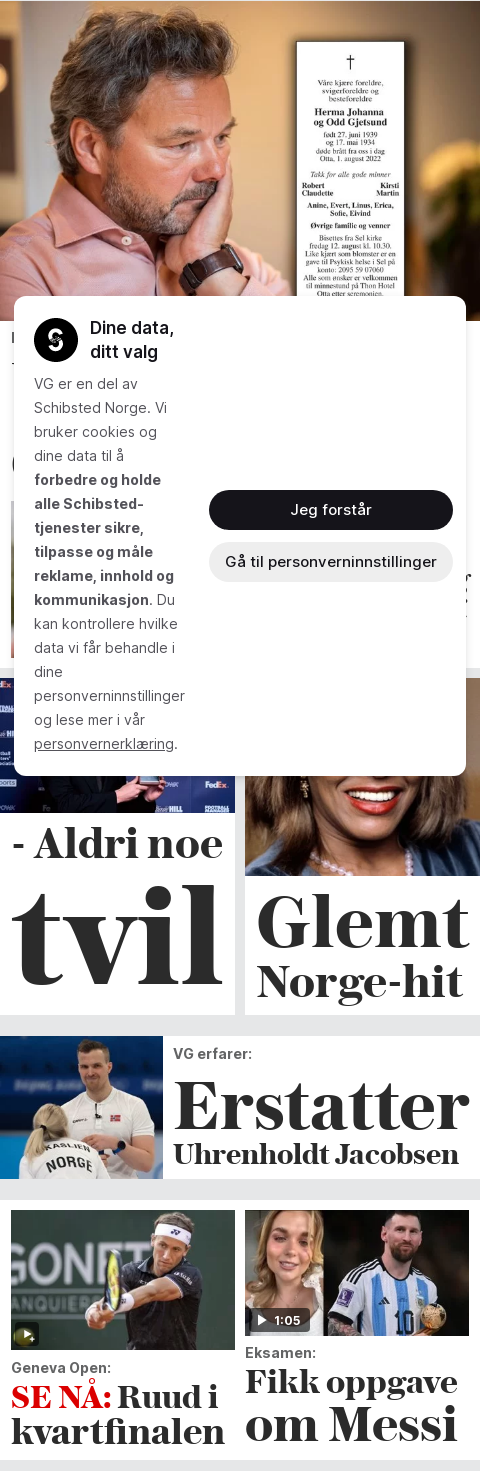 Våre kjære foreldre,
svigerforeldre og
besteforeldre
Herma Johanna
og Odd Gjetsund
født 27. juni 1939
og 17. mai 1934
døde brått fra oss i dag
Otta, 1. august 2022
Takk for alle gode minner
Robert Kirsti
Claudette Martin
Anine, Evert, Linus, Erica,
Sofie, Eivind
Øvrige familie og venner
Bisettes fra Sel kirke
fredag 12. august kl. 10.30.
Like kjært som blomster er en
gave til Psykisk helse i Sel på
konto: 2095 59 07060
Alle som ønsker er velkommen
til minnestund på Thon Hotel
Otta etter seremonien.
Dine data,
ditt valg
VG er en del av
Schibsted Norge. Vi
bruker cookies og
dine data til å
forbedre og holde
alle Schibsted-
tjenester sikre,
tilpasse og måle
reklame, innhold og
kommunikasjon. Du
kan kontrollere hvilke
data vi får behandle i
dine
personverninnstillinger
og lese mer i vår
personvernerklæring.
Jeg forstår
Gå til personverninnstillinger
FedEx
HILL
FOOTBALL
MANAGER
- Aldri noe
tvil
Glemt
Norge-hit
VG erfarer:
Erstatter
Uhrenholdt Jacobsen
KASLIEN
NORGE
GONET
BANQUIERS
Geneva Open:
SE NÅ: Ruud i
kvartfinalen
1:05
10
Eksamen:
Fikk oppgave
om Messi